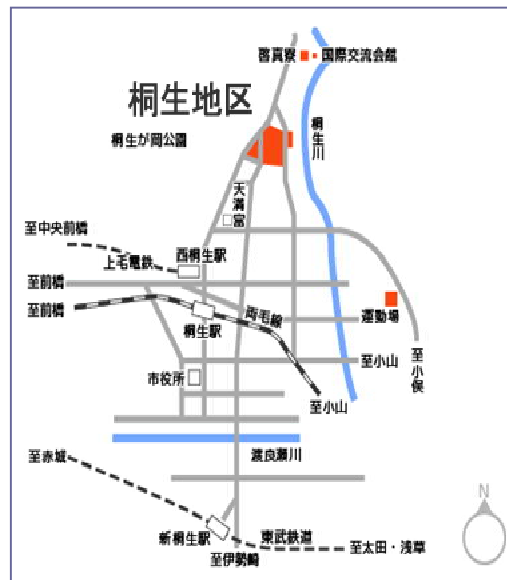 啓真寮
国際交流会館
桐生地区
桐生が岡公園
桐生川
天満宮
至中央前橋
上毛電鉄
西桐生駅
至前橋
至前橋
両毛線
桐生駅
運動場
至小山
至小俣
市役所
至小山
渡良瀬川
至赤城
新桐生駅
東武鉄道
至伊勢崎
至太田・浅草
N